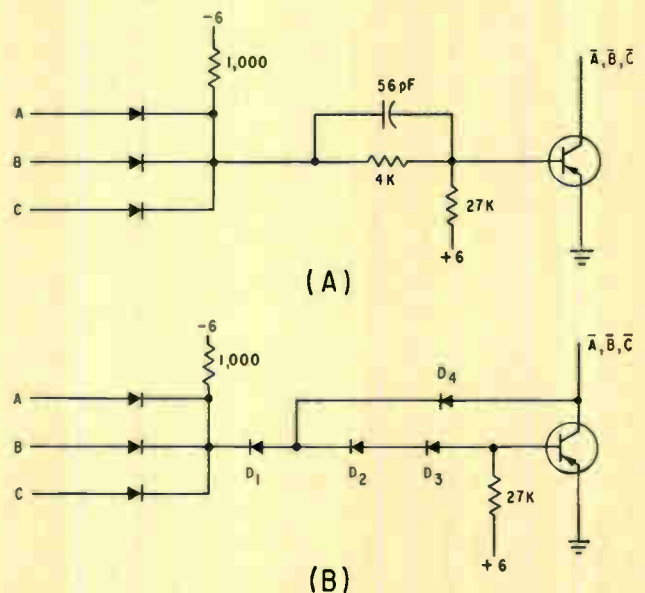 -6
1,000
A
B
C
56pF
4K
27K
+6
A̅, B̅, C̅
(A)
-6
1,000
A
B
C
D₁
D₂
D₃
D₄
27K
+6
A̅, B̅, C̅
(B)